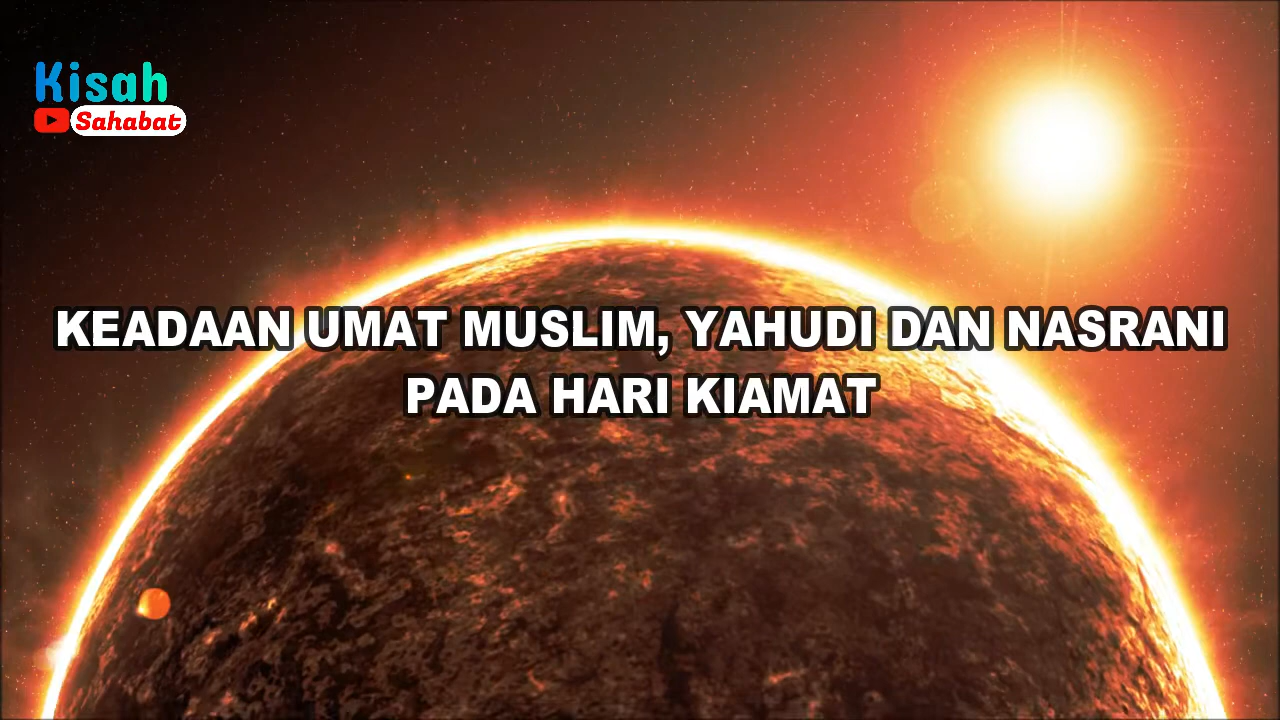 Kisah
Sahabat
KEADAAN UMAT MUSLIM, YAHUDI DAN NASRANI
PADA HARI KIAMAT